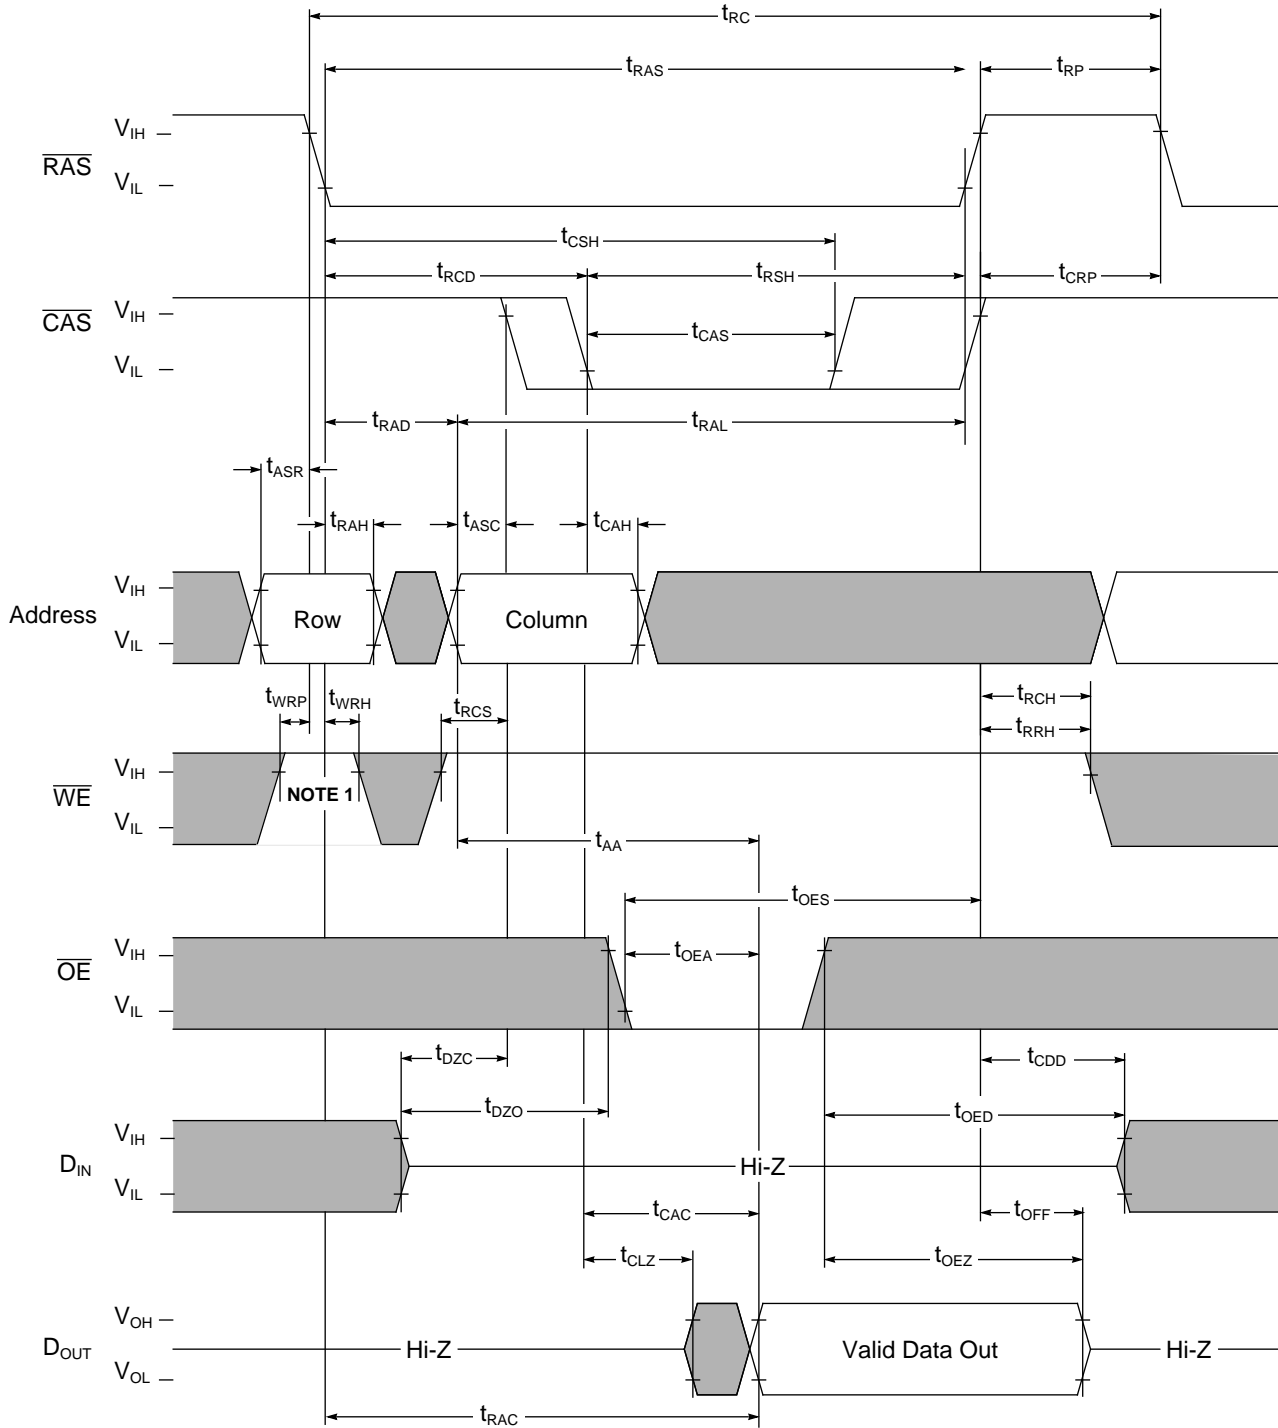 tRC
tRAS tRP
VIH
RAS
VIL
tCSH
tRCD tRSH tCRP
VIH
CAS
tCAS
VIL
tRAD tRAL
tASR
tRAH tASC tCAH
VIH
Address Row Column
VIL
tWRP tWRH tRCS tRCH
tRRH
VIH
WE NOTE 1
VIL
tAA
tOES
VIH
tOEA
OE
VIL
tDZC tCDD
tDZO tOED
VIH
DIN Hi-Z
VIL
tCAC tOFF
tCLZ tOEZ
VOH
DOUT Hi-Z Valid Data Out Hi-Z
VOL
tRAC